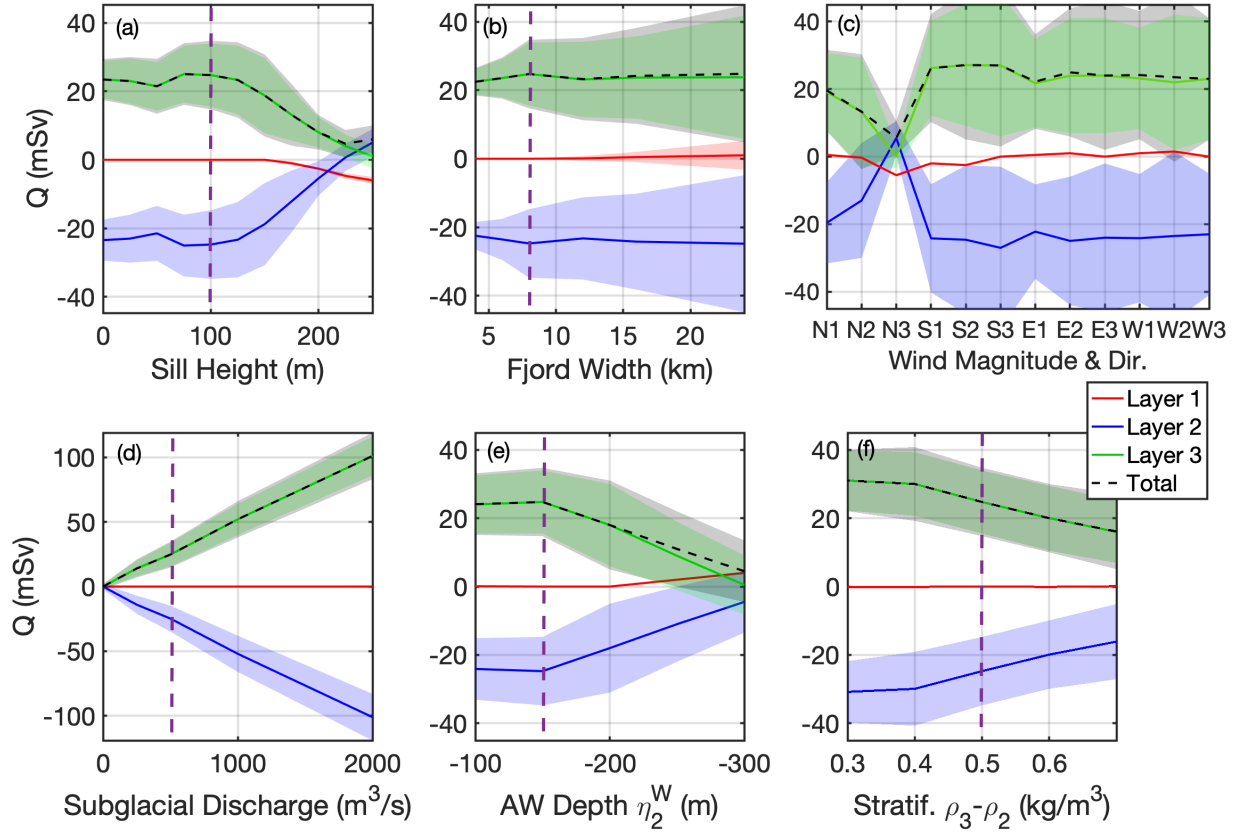 (a)
Q (mSv)
40
20
0
-20
-40
0
100
200
Sill Height (m)
(b)
40
20
0
-20
-40
5
10
15
20
Fjord Width (km)
(c)
40
20
0
-20
-40
N1 N2 N3 S1 S2 S3 E1 E2 E3 W1 W2 W3
Wind Magnitude & Dir.
Layer 1
Layer 2
Layer 3
Total
(d)
Q (mSv)
100
50
0
-50
-100
0
1000
2000
Subglacial Discharge (m³/s)
(e)
40
20
0
-20
-40
-100
-200
-300
AW Depth η₂ᵂ (m)
(f)
40
20
0
-20
-40
0.3
0.4
0.5
0.6
Stratif. ρ₃-ρ₂ (kg/m³)